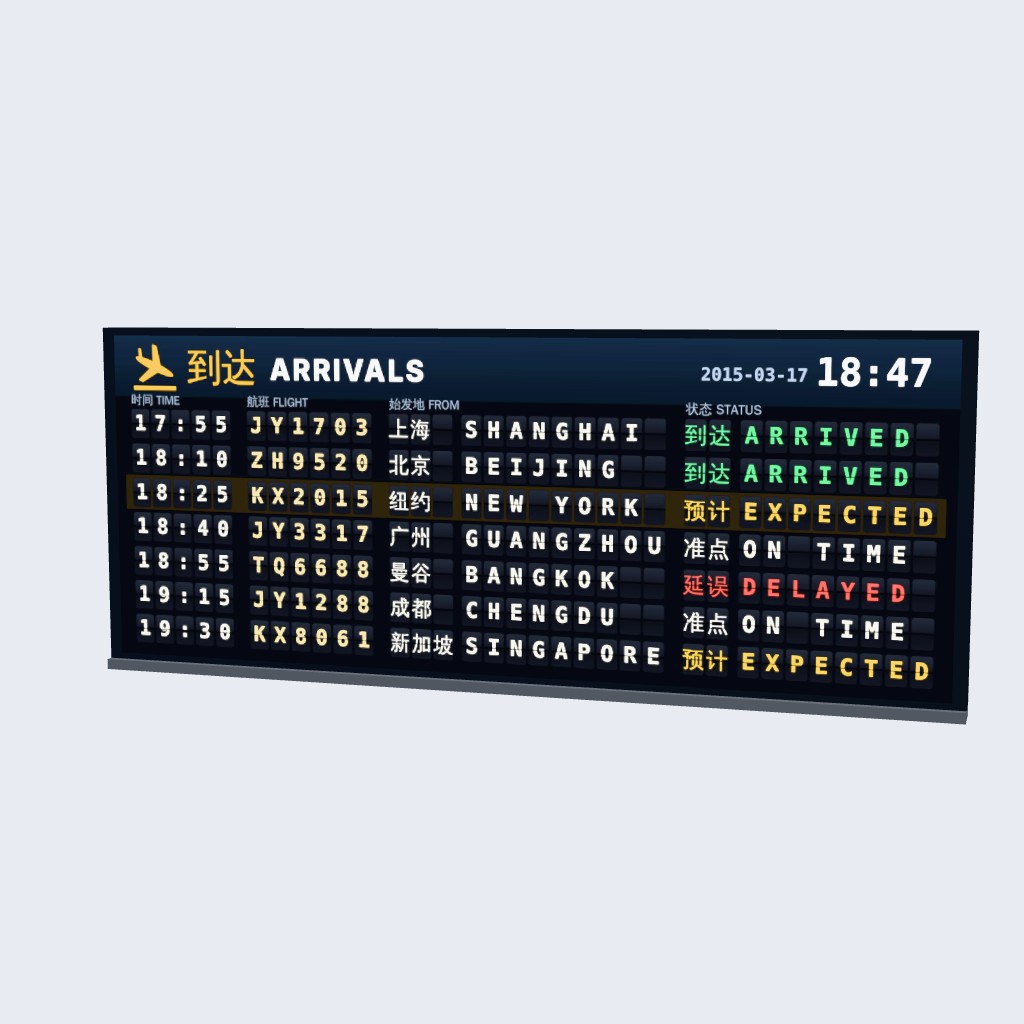 到达 ARRIVALS 2015-03-17 18:47
时间 TIME 航班 FLIGHT 始发地 FROM 状态 STATUS
17:55 JY1703 上海 SHANGHAI 到达 ARRIVED
18:10 ZH9520 北京 BEIJING 到达 ARRIVED
18:25 KX2015 纽约 NEW YORK 预计 EXPECTED
18:40 JY3317 广州 GUANGZHOU 准点 ON TIME
18:55 TQ6688 曼谷 BANGKOK 延误 DELAYED
19:15 JY1288 成都 CHENGDU 准点 ON TIME
19:30 KX8061 新加坡 SINGAPORE 预计 EXPECTED